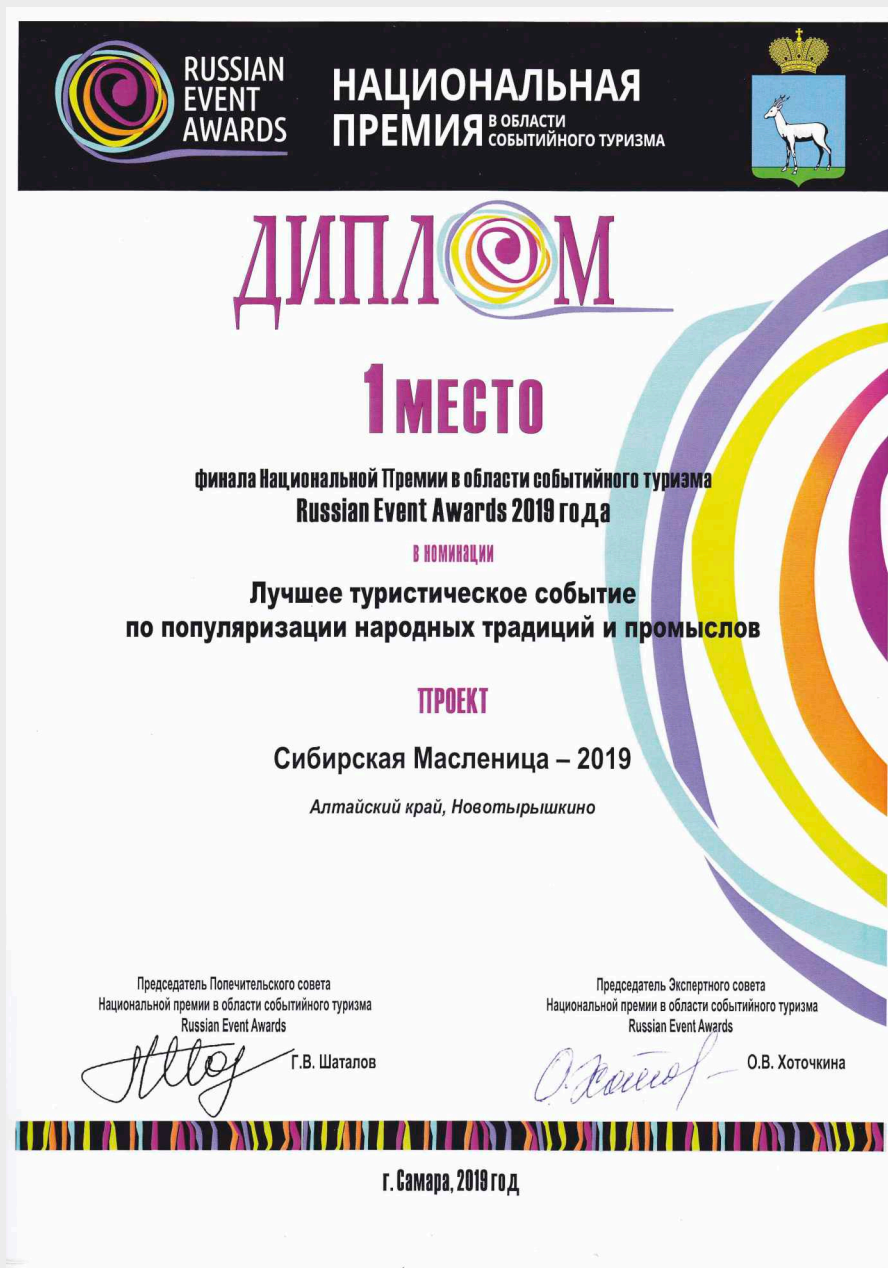 RUSSIAN
EVENT
AWARDS
НАЦИОНАЛЬНАЯ
ПРЕМИЯ В ОБЛАСТИ
СОБЫТИЙНОГО ТУРИЗМА
ДИПЛОМ
1 МЕСТО
финала Национальной Премии в области событийного туризма
Russian Event Awards 2019 года
в номинации
Лучшее туристическое событие
по популяризации народных традиций и промыслов
ПРОЕКТ
Сибирская Масленица – 2019
Алтайский край, Новотырышкино
Председатель Попечительского совета
Национальной премии в области событийного туризма
Russian Event Awards
Г.В. Шаталов
Председатель Экспертного совета
Национальной премии в области событийного туризма
Russian Event Awards
О.В. Хоточкина
г. Самара, 2019 год